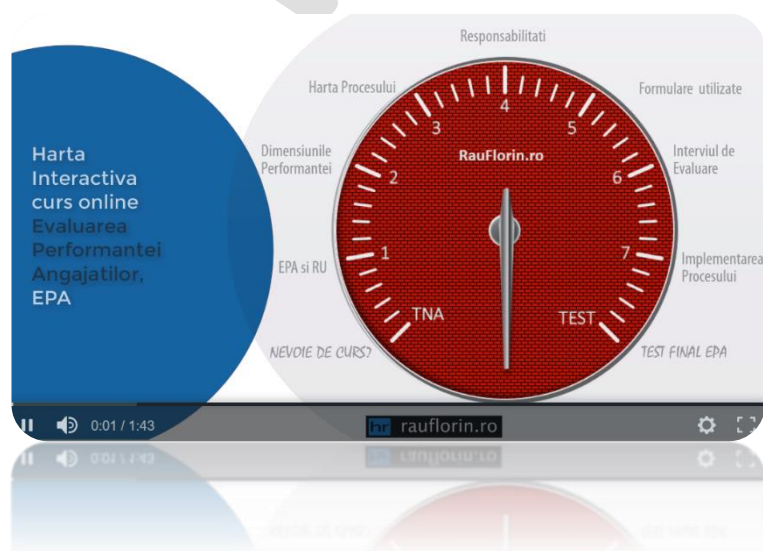 Harta
Interactiva
curs online
Evaluarea
Performantei
Angajatilor,
EPA
Responsabilitati
Harta Procesului
Formulare utilizate
Dimensiunile
Performantei
Interviul de
Evaluare
EPA si RU
Implementarea
Procesului
NEVOIE DE CURS?
TEST FINAL EPA
RauFlorin.ro
1
2
3
4
5
6
7
TNA
TEST
0:01 / 1:43
hr rauflorin.ro